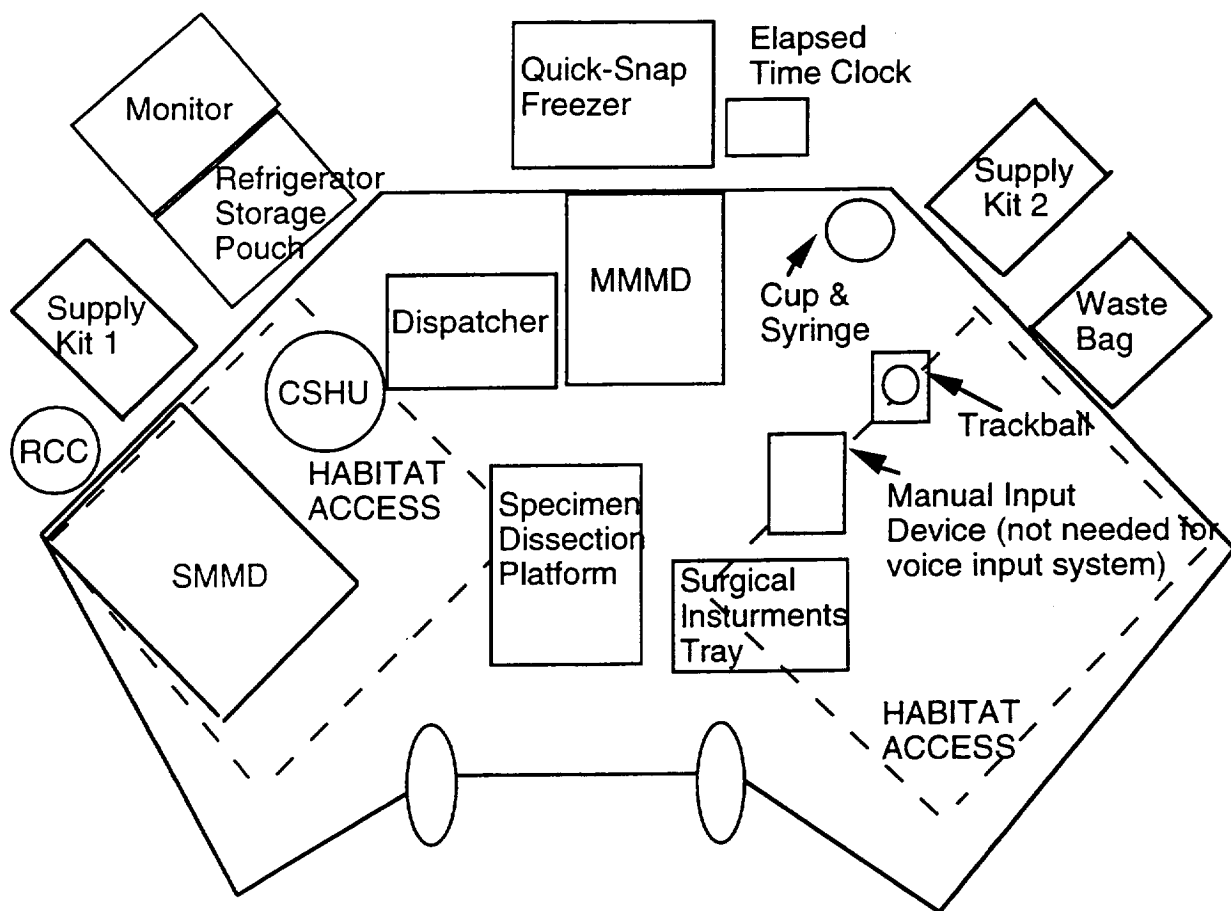 Elapsed
Time Clock
Quick-Snap
Freezer
Monitor
Refrigerator
Storage
Pouch
Supply
Kit 2
Supply
Kit 1
Dispatcher
MMMD
Cup &
Syringe
Waste
Bag
CSHU
RCC
Trackball
HABITAT
ACCESS
Specimen
Dissection
Platform
Manual Input
Device (not needed for
voice input system)
SMMD
Surgical
Insturments
Tray
HABITAT
ACCESS